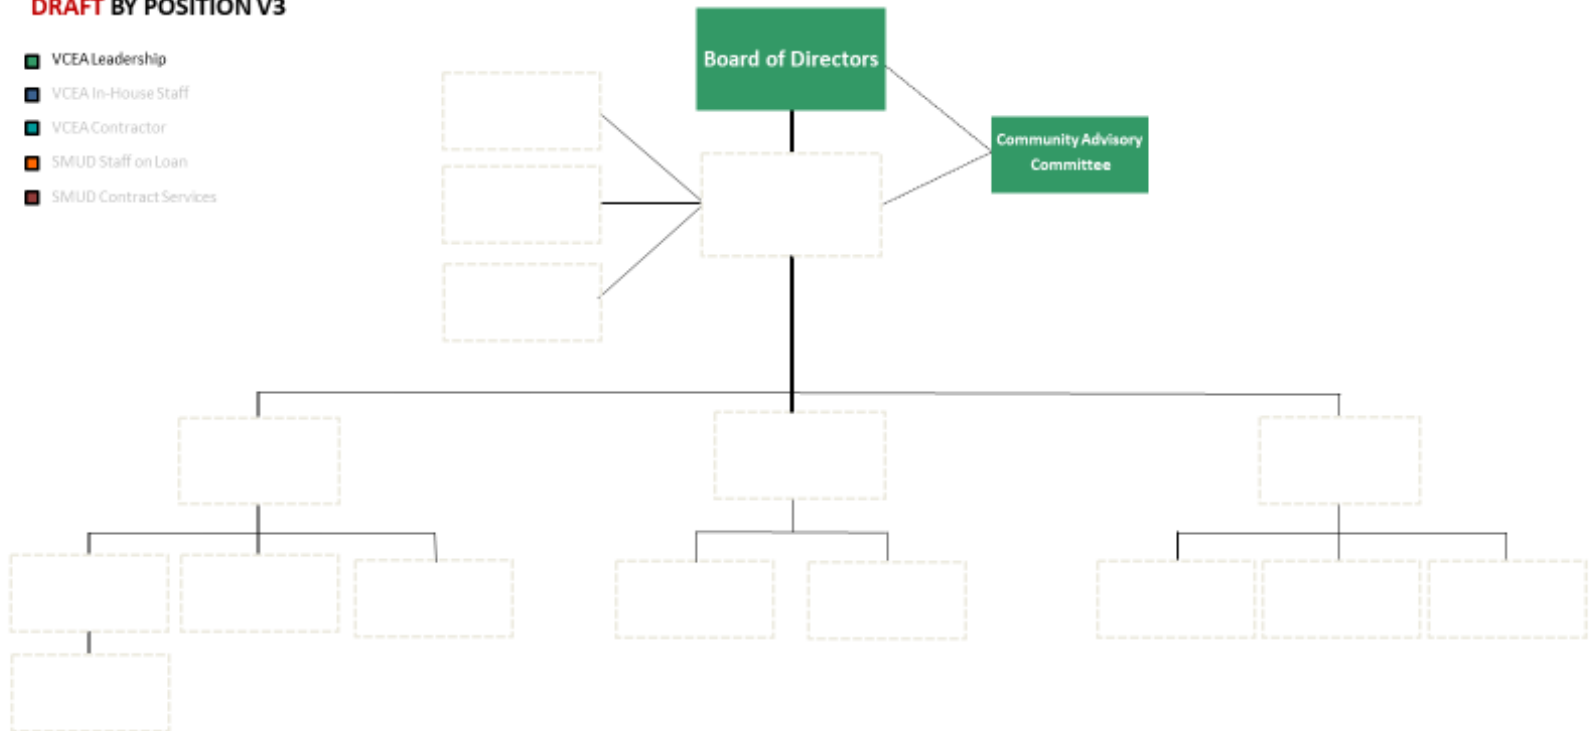 DRAFT BY POSITION V3
VCEA Leadership
VCEA In-House Staff
VCEA Contractor
SMUD Staff on Loan
SMUD Contract Services
Board of Directors
Community Advisory
Committee